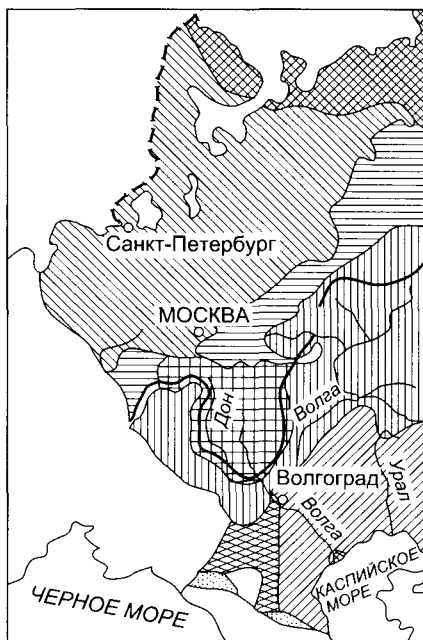 Санкт-Петербург
МОСКВА
Дон
Волга
Волгоград
Урал
Волга
КАСПИЙСКОЕ
МОРЕ
ЧЕРНОЕ МОРЕ